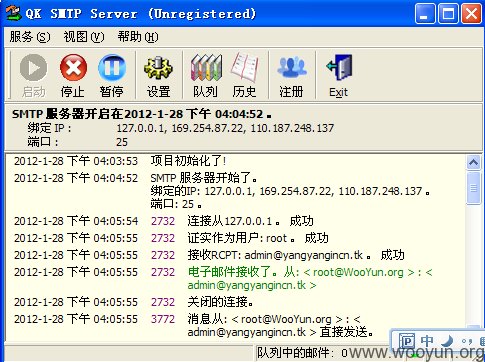 QK SMTP Server (Unregistered)
服务(S) 视图(V) 帮助(H)
启动 停止 暂停 设置 队列 历史 注册 Exit
SMTP 服务器开启在2012-1-28 下午 04:04:52 。
绑定 IP : 127.0.0.1, 169.254.87.22, 110.187.248.137
端口 : 25
2012-1-28 下午 04:03:53 项目初始化了!
2012-1-28 下午 04:04:52 SMTP 服务器开始了。
绑定的IP: 127.0.0.1, 169.254.87.22, 110.187.248.137 。
端口: 25 。
2012-1-28 下午 04:05:54 2732 连接从127.0.0.1 。 成功
2012-1-28 下午 04:05:55 2732 证实作为用户: root 。 成功
2012-1-28 下午 04:05:55 2732 接收RCPT: admin@yangyangincn.tk 。 成功
2012-1-28 下午 04:05:55 2732 电子邮件接收了。从: < root@WooYun.org > : <
admin@yangyangincn.tk >
2012-1-28 下午 04:05:55 2732 关闭的连接。
2012-1-28 下午 04:05:55 3772 消息从: < root@WooYun.org > : <
admin@yangyangincn.tk > 直接发送。
中
队列中的邮件: 0
www.wooyun.org